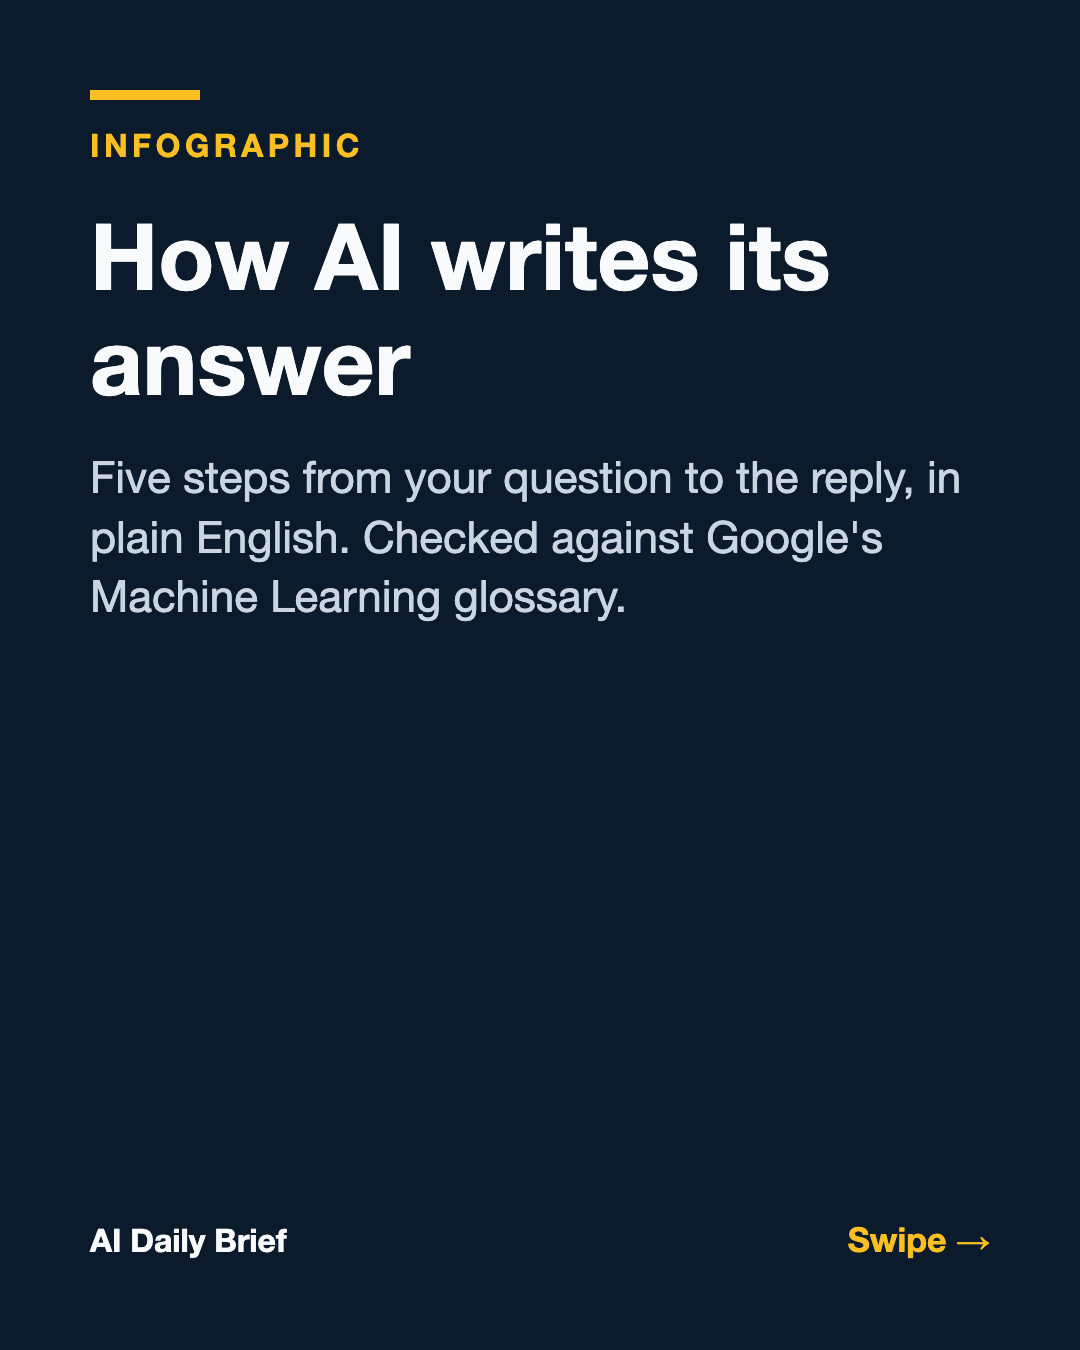 INFOGRAPHIC
How AI writes its
answer
Five steps from your question to the reply, in
plain English. Checked against Google's
Machine Learning glossary.
AI Daily Brief
Swipe →